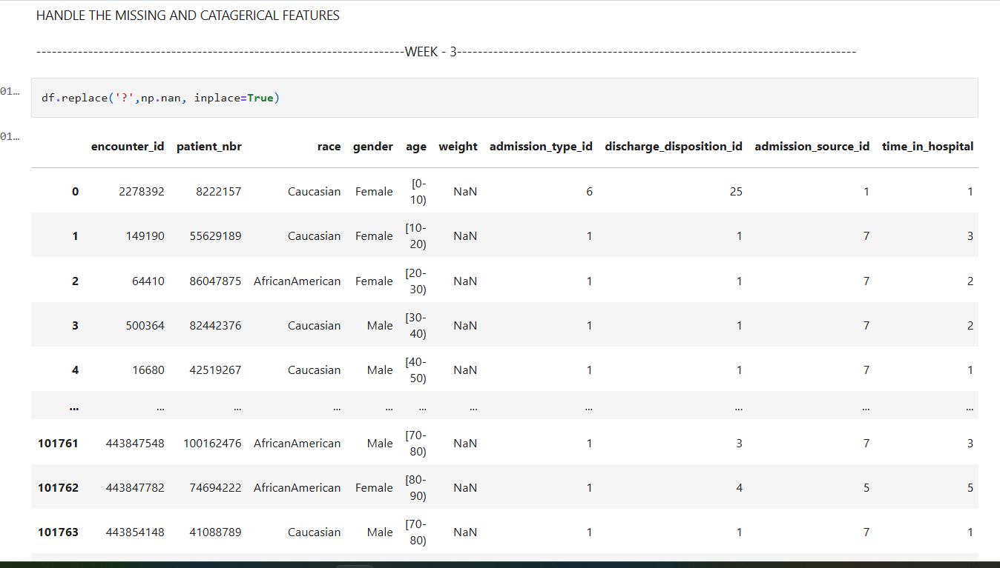 HANDLE THE MISSING AND CATAGERICAL FEATURES
-----------------------------------------------------------------------WEEK - 3-----------------------------------------------------------------------------
01...
df.replace('?',np.nan, inplace=True)
01...
encounter_id patient_nbr race gender age weight admission_type_id discharge_disposition_id admission_source_id time_in_hospital
0 2278392 8222157 Caucasian Female [0-10) NaN 6 25 1 1
1 149190 55629189 Caucasian Female [10-20) NaN 1 1 7 3
2 64410 86047875 AfricanAmerican Female [20-30) NaN 1 1 7 2
3 500364 82442376 Caucasian Male [30-40) NaN 1 1 7 2
4 16680 42519267 Caucasian Male [40-50) NaN 1 1 7 1
... ... ... ... ... ... ... ... ... ... ...
101761 443847548 100162476 AfricanAmerican Male [70-80) NaN 1 3 7 3
101762 443847782 74694222 AfricanAmerican Female [80-90) NaN 1 4 5 5
101763 443854148 41088789 Caucasian Male [70-80) NaN 1 1 7 1